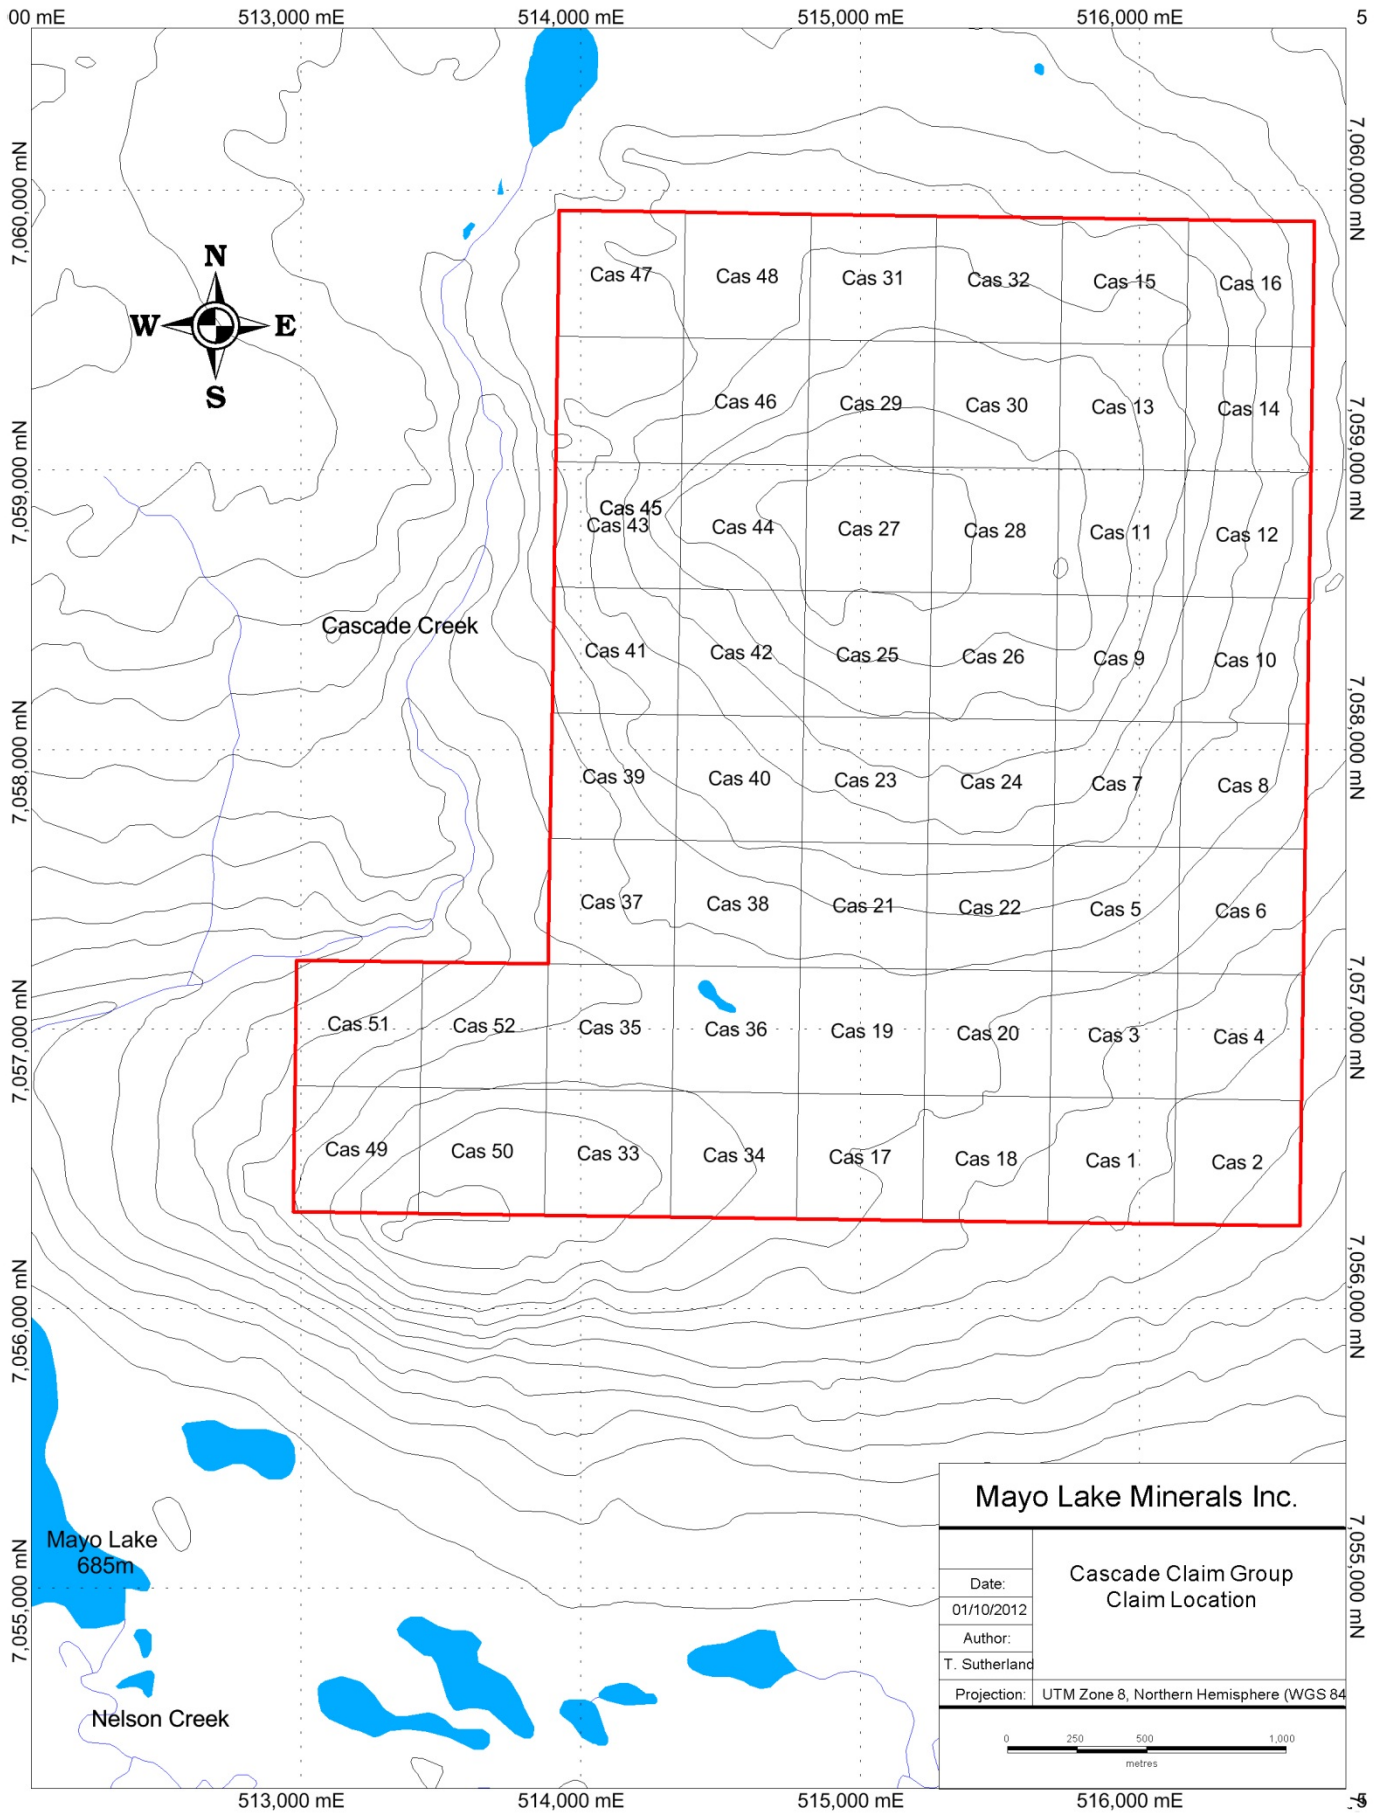 00 mE 513,000 mE 514,000 mE 515,000 mE 516,000 mE 5
7,060,000 mN 7,060,000 mN
N
W E
S
Cas 47 Cas 48 Cas 31 Cas 32 Cas 15 Cas 16
Cas 46 Cas 29 Cas 30 Cas 13 Cas 14
7,059,000 mN 7,059,000 mN
Cas 45
Cas 43 Cas 44 Cas 27 Cas 28 Cas 11 Cas 12
Cascade Creek
Cas 41 Cas 42 Cas 25 Cas 26 Cas 9 Cas 10
7,058,000 mN 7,058,000 mN
Cas 39 Cas 40 Cas 23 Cas 24 Cas 7 Cas 8
Cas 37 Cas 38 Cas 21 Cas 22 Cas 5 Cas 6
7,057,000 mN 7,057,000 mN
Cas 51 Cas 52 Cas 35 Cas 36 Cas 19 Cas 20 Cas 3 Cas 4
Cas 49 Cas 50 Cas 33 Cas 34 Cas 17 Cas 18 Cas 1 Cas 2
7,056,000 mN 7,056,000 mN
Mayo Lake
685m
7,055,000 mN 7,055,000 mN
Nelson Creek
Mayo Lake Minerals Inc.
Cascade Claim Group
Claim Location
Date:
01/10/2012
Author:
T. Sutherland
Projection: UTM Zone 8, Northern Hemisphere (WGS 84
0 250 500 1,000
metres
513,000 mE 514,000 mE 515,000 mE 516,000 mE